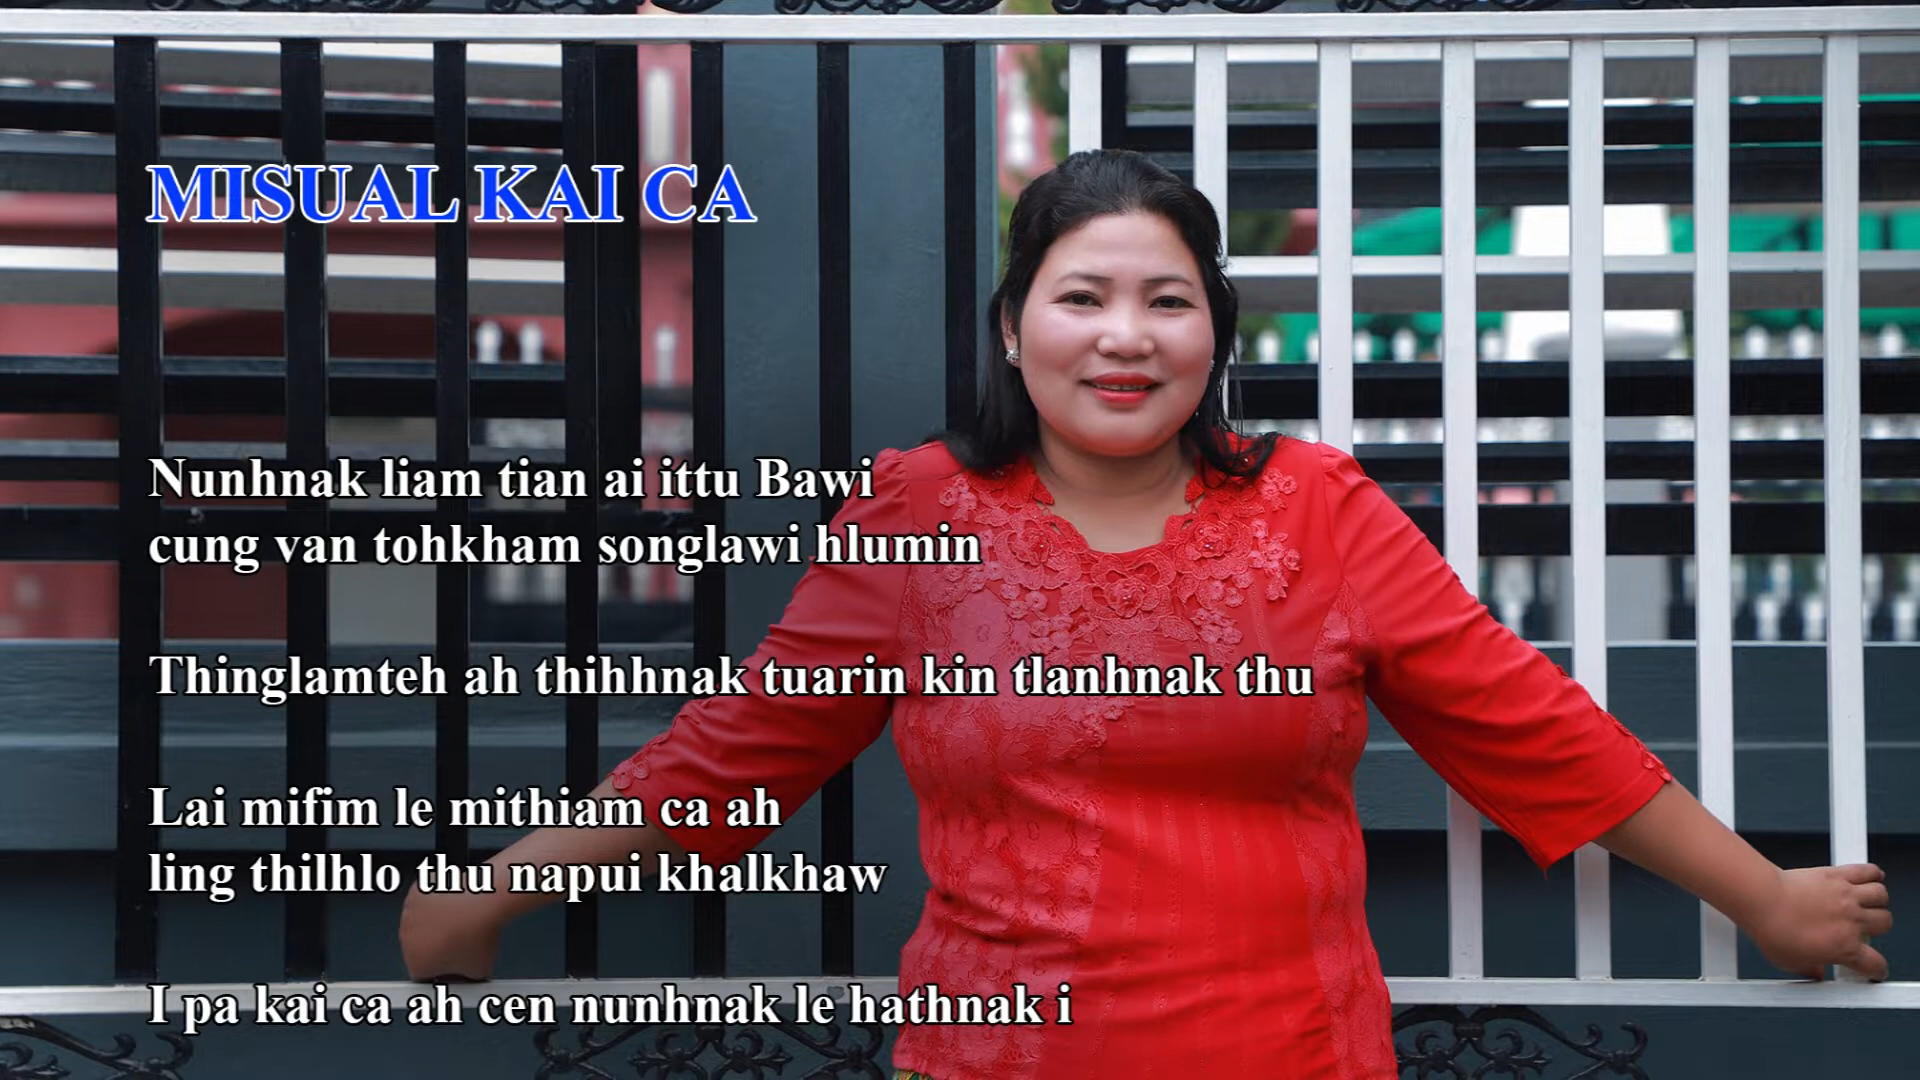 MISUAL KAI CA
Nunhnak liam tian ai ittu Bawi
cung van tohkham songlawi hlumin
Thinglamteh ah thihhnak tuarin kin tlanhnak thu
Lai mifim le mithiam ca ah
ling thilhlo thu napui khalkhaw
I pa kai ca ah cen nunhnak le hathnak i